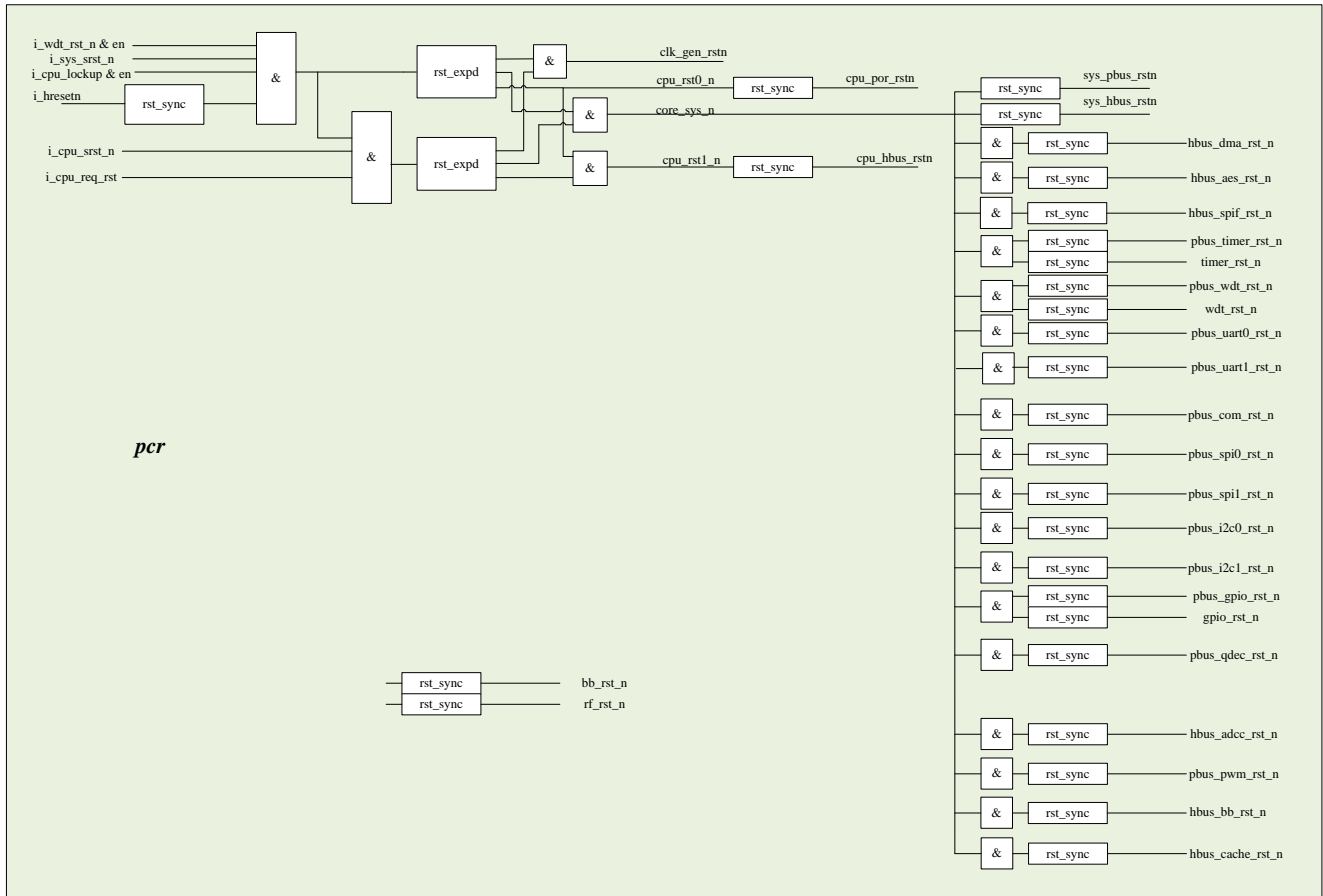 i_wdt_rst_n & en
i_sys_srst_n
i_cpu_lockup & en
i_hresetn
rst_sync
&
i_cpu_srst_n
i_cpu_req_rst
&
rst_expd
rst_expd
&
&
&
clk_gen_rstn
cpu_rst0_n
rst_sync
cpu_por_rstn
core_sys_n
cpu_rst1_n
rst_sync
cpu_hbus_rstn
rst_sync
sys_pbus_rstn
rst_sync
sys_hbus_rstn
& rst_sync hbus_dma_rst_n
& rst_sync hbus_aes_rst_n
& rst_sync hbus_spif_rst_n
& rst_sync pbus_timer_rst_n
rst_sync timer_rst_n
& rst_sync pbus_wdt_rst_n
rst_sync wdt_rst_n
& rst_sync pbus_uart0_rst_n
& rst_sync pbus_uart1_rst_n
& rst_sync pbus_com_rst_n
& rst_sync pbus_spi0_rst_n
& rst_sync pbus_spi1_rst_n
& rst_sync pbus_i2c0_rst_n
& rst_sync pbus_i2c1_rst_n
& rst_sync pbus_gpio_rst_n
rst_sync gpio_rst_n
& rst_sync pbus_qdec_rst_n
& rst_sync hbus_adcc_rst_n
& rst_sync pbus_pwm_rst_n
& rst_sync hbus_bb_rst_n
& rst_sync hbus_cache_rst_n
pcr
rst_sync bb_rst_n
rst_sync rf_rst_n